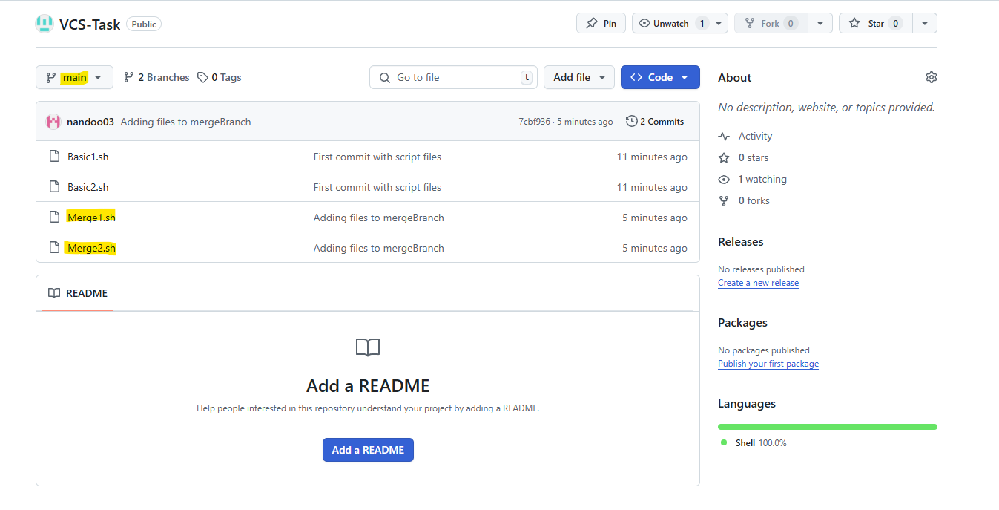 VCS-Task Public Pin Unwatch 1 Fork 0 Star 0
main 2 Branches 0 Tags Go to file t Add file Code
nandoo03 Adding files to mergeBranch 7cbf936 · 5 minutes ago 2 Commits
Basic1.sh First commit with script files 11 minutes ago
Basic2.sh First commit with script files 11 minutes ago
Merge1.sh Adding files to mergeBranch 5 minutes ago
Merge2.sh Adding files to mergeBranch 5 minutes ago
README
Add a README
Help people interested in this repository understand your project by adding a README.
Add a README
About
No description, website, or topics provided.
Activity
0 stars
1 watching
0 forks
Releases
No releases published
Create a new release
Packages
No packages published
Publish your first package
Languages
Shell 100.0%